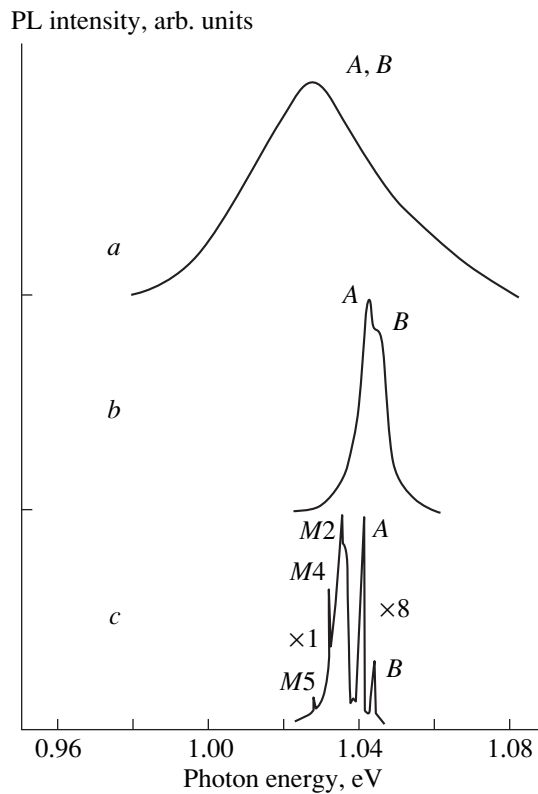 PL intensity, arb. units
A, B
a
A
B
b
M2 A
M4
×8
c
×1
M5 B
0.96 1.00 1.04 1.08
Photon energy, eV